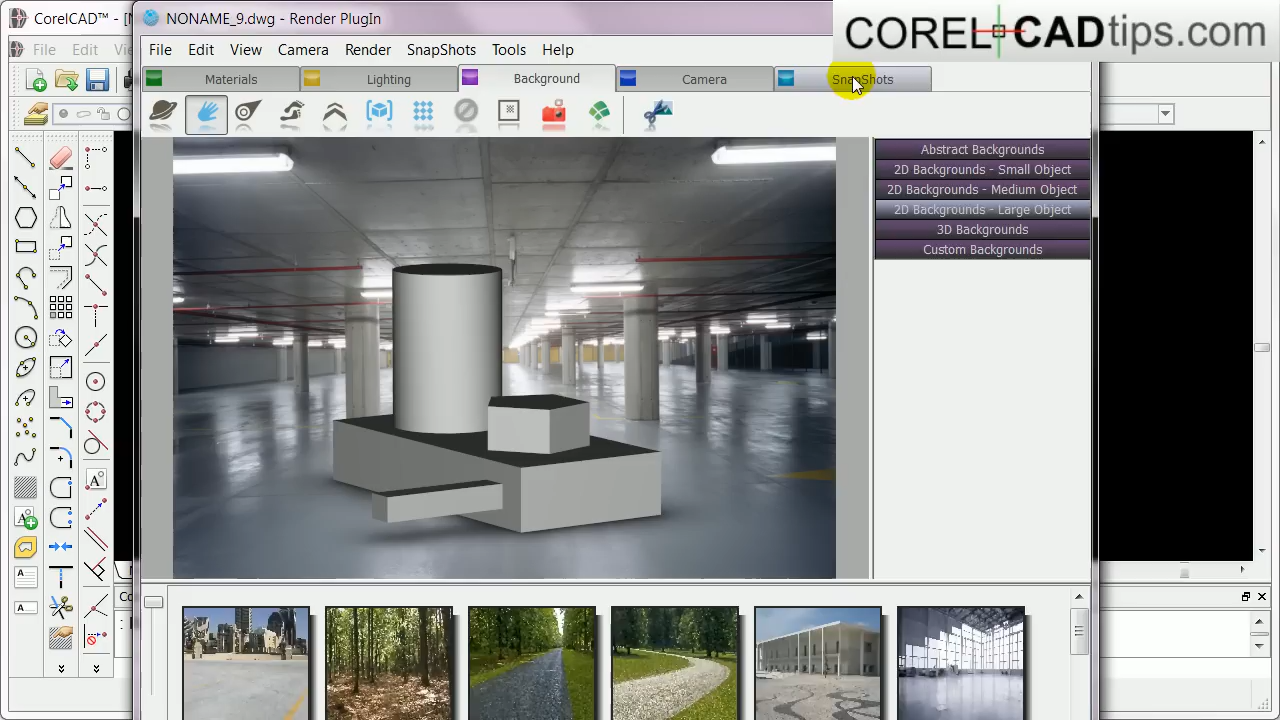 CorelCAD™ - [N
NONAME_9.dwg - Render PlugIn
COREL CADtips.com
File Edit
File Edit View Camera Render SnapShots Tools Help
Materials Lighting Background Camera SnapShots
Abstract Backgrounds
2D Backgrounds - Small Object
2D Backgrounds - Medium Object
2D Backgrounds - Large Object
3D Backgrounds
Custom Backgrounds